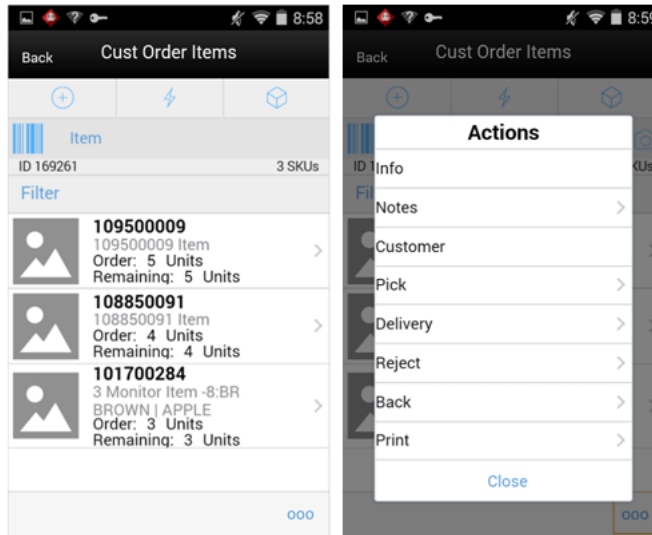 8:58
Back Cust Order Items
Item
ID 169261 3 SKUs
Filter
109500009
109500009 Item
Order: 5 Units
Remaining: 5 Units
108850091
108850091 Item
Order: 4 Units
Remaining: 4 Units
101700284
3 Monitor Item -8:BR
BROWN | APPLE
Order: 3 Units
Remaining: 3 Units
ooo
8:59
Back Cust Order Items
Actions
Info
Notes
Customer
Pick
Delivery
Reject
Back
Print
Close
ooo